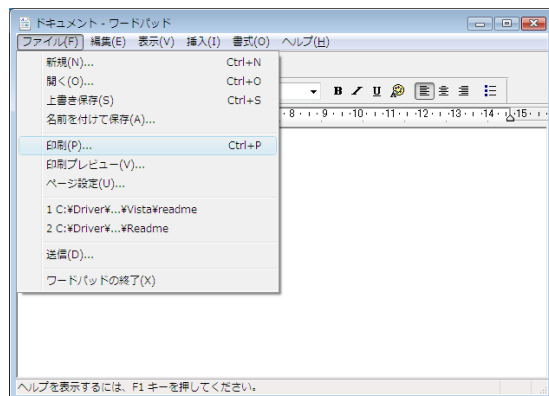 ドキュメント - ワードパッド
ファイル(F) 編集(E) 表示(V) 挿入(I) 書式(O) ヘルプ(H)
新規(N)... Ctrl+N
開く(O)... Ctrl+O
上書き保存(S) Ctrl+S
名前を付けて保存(A)...
印刷(P)... Ctrl+P
印刷プレビュー(V)...
ページ設定(U)...
1 C:¥Driver¥...¥Vista¥readme
2 C:¥Driver¥...¥Readme
送信(D)...
ワードパッドの終了(X)
B I U
8 9 10 11 12 13 14 15
ヘルプを表示するには、F1 キーを押してください。